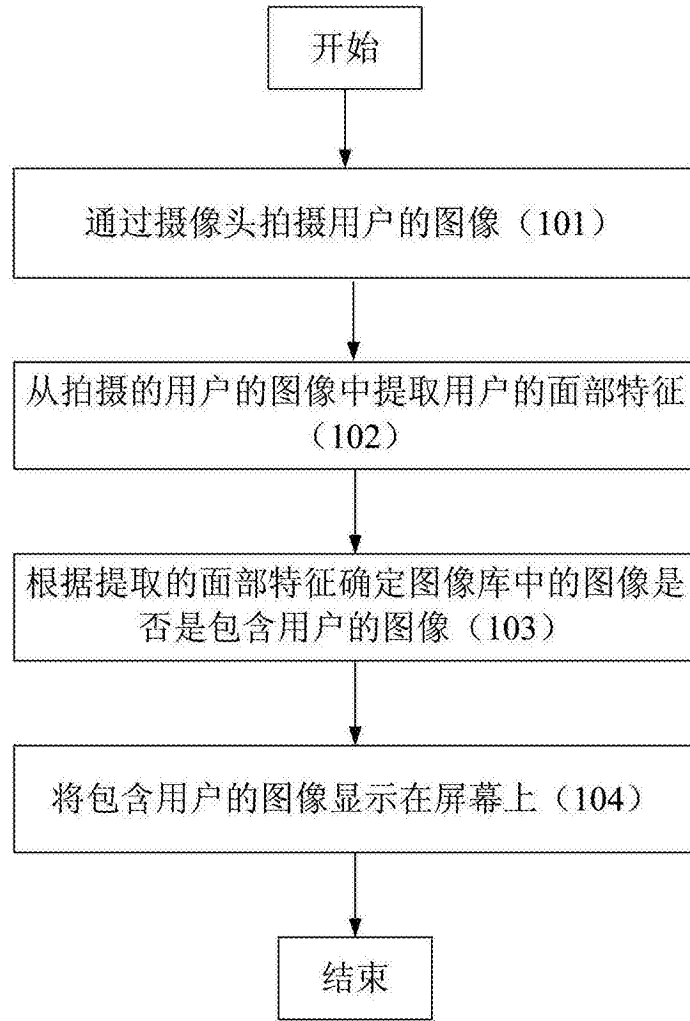 开始
通过摄像头拍摄用户的图像（101）
从拍摄的用户的图像中提取用户的面部特征
（102）
根据提取的面部特征确定图像库中的图像是
否是包含用户的图像（103）
将包含用户的图像显示在屏幕上（104）
结束